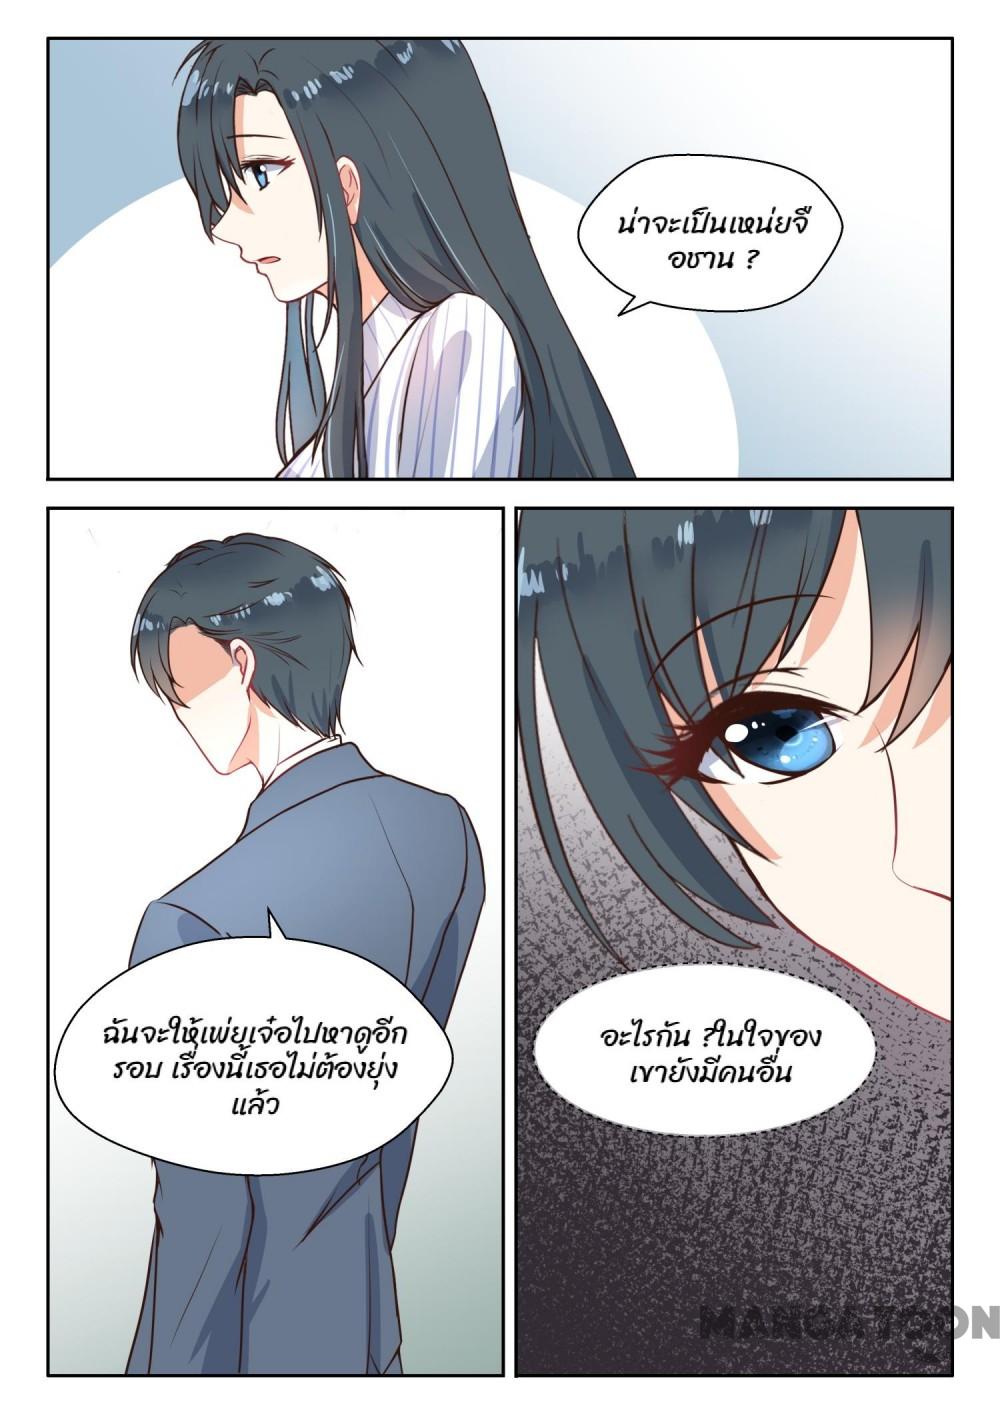 น่าจะเป็นเหน่ยจื
อชาน ?
ฉันจะให้เพ่ยเจ๋อไปหาดูอีก
รอบ เรื่องนี้เธอไม่ต้องยุ่ง
แล้ว
อะไรกัน ?ในใจของ
เขายังมีคนอื่น
MANGATOON